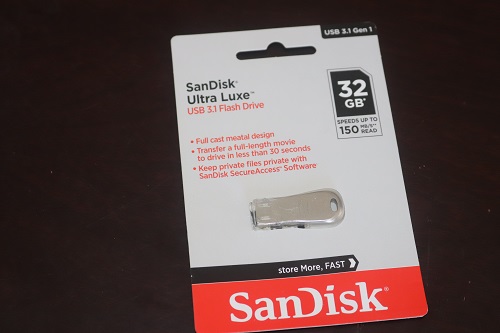 USB 3.1 Gen 1
SanDisk®
Ultra Luxe™
USB 3.1 Flash Drive
32
GB*
SPEEDS UP TO
150 MB/s**
READ
• Full cast meatal design
• Transfer a full-length movie
to drive in less than 30 seconds
• Keep private files private with
SanDisk SecureAccess™ Software
store More, FAST
SanDisk®